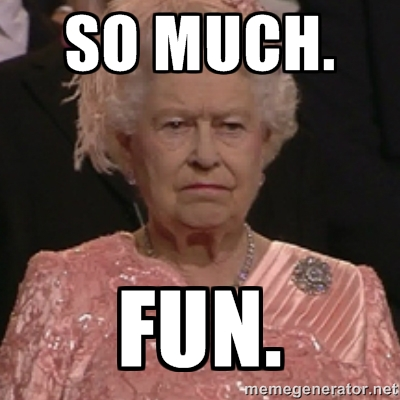 SO MUCH.
FUN.
memegenerator.net